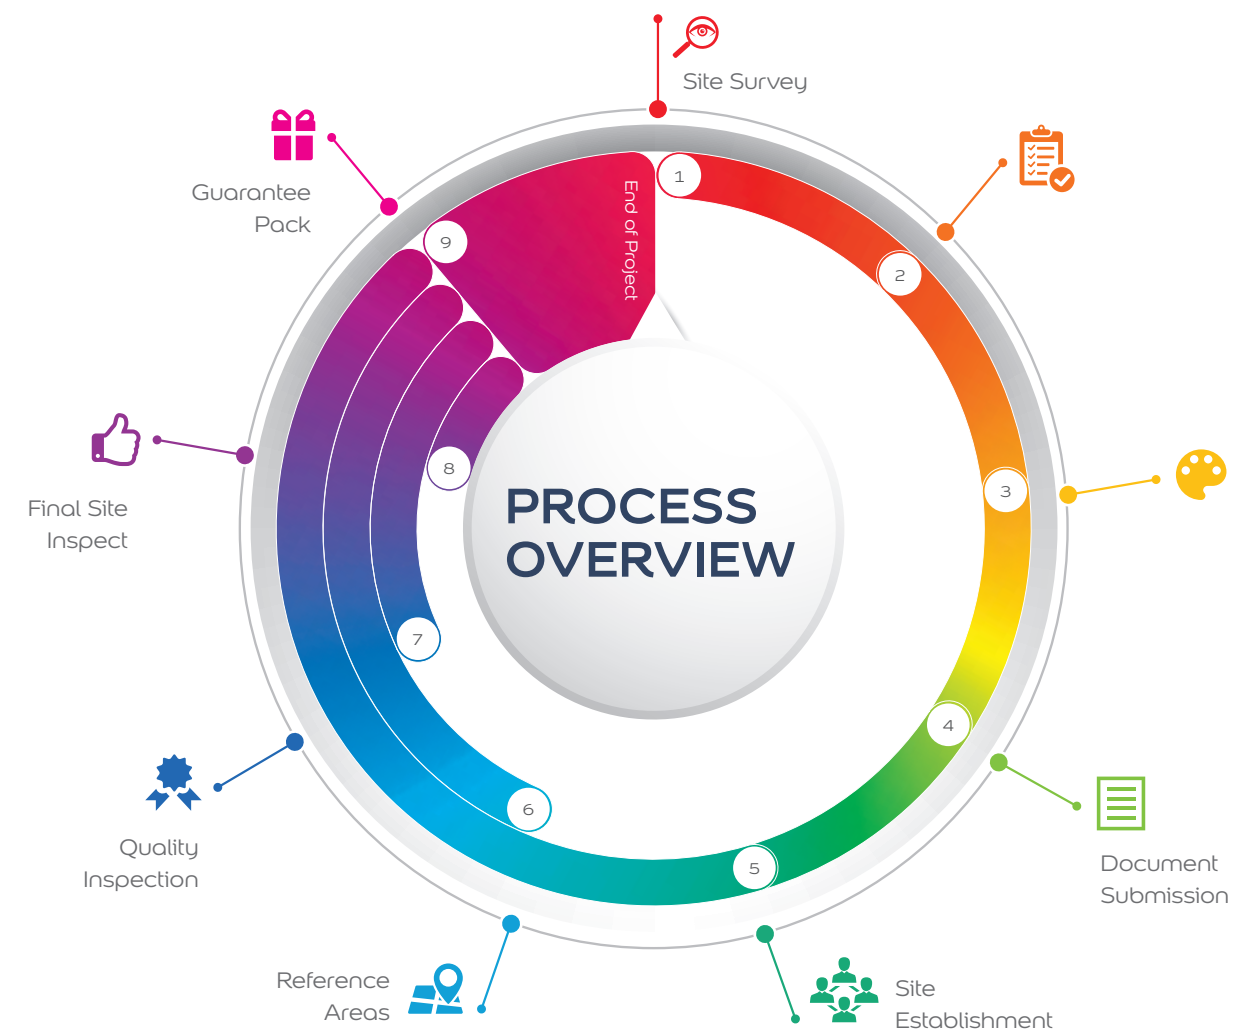 Site Survey
Guarantee
Pack
End of Project
1
9
2
8
3
PROCESS
OVERVIEW
Final Site
Inspect
7
4
6
5
Quality
Inspection
Document
Submission
Reference
Areas
Site
Establishment